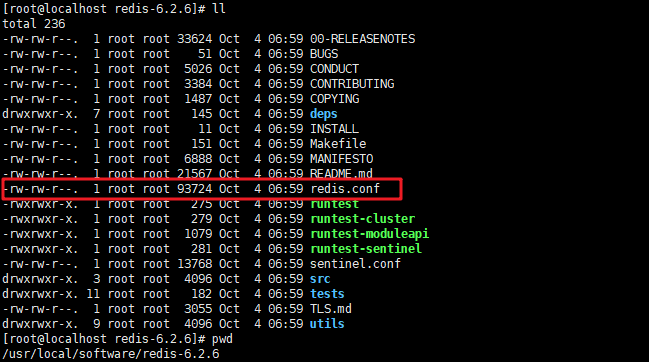 [root@localhost redis-6.2.6]# ll
total 236
-rw-rw-r--.  1 root root 33624 Oct  4 06:59 00-RELEASENOTES
-rw-rw-r--.  1 root root    51 Oct  4 06:59 BUGS
-rw-rw-r--.  1 root root  5026 Oct  4 06:59 CONDUCT
-rw-rw-r--.  1 root root  3384 Oct  4 06:59 CONTRIBUTING
-rw-rw-r--.  1 root root  1487 Oct  4 06:59 COPYING
drwxrwxr-x.  7 root root   145 Oct  4 06:59 deps
-rw-rw-r--.  1 root root    11 Oct  4 06:59 INSTALL
-rw-rw-r--.  1 root root   151 Oct  4 06:59 Makefile
-rw-rw-r--.  1 root root  6888 Oct  4 06:59 MANIFESTO
-rw-rw-r--.  1 root root 21567 Oct  4 06:59 README.md
-rw-rw-r--.  1 root root 93724 Oct  4 06:59 redis.conf
-rwxrwxr-x.  1 root root   275 Oct  4 06:59 runtest
-rwxrwxr-x.  1 root root   279 Oct  4 06:59 runtest-cluster
-rwxrwxr-x.  1 root root  1079 Oct  4 06:59 runtest-moduleapi
-rwxrwxr-x.  1 root root   281 Oct  4 06:59 runtest-sentinel
-rw-rw-r--.  1 root root 13768 Oct  4 06:59 sentinel.conf
drwxrwxr-x.  3 root root  4096 Oct  4 06:59 src
drwxrwxr-x. 11 root root   182 Oct  4 06:59 tests
-rw-rw-r--.  1 root root  3055 Oct  4 06:59 TLS.md
drwxrwxr-x.  9 root root  4096 Oct  4 06:59 utils
[root@localhost redis-6.2.6]# pwd
/usr/local/software/redis-6.2.6